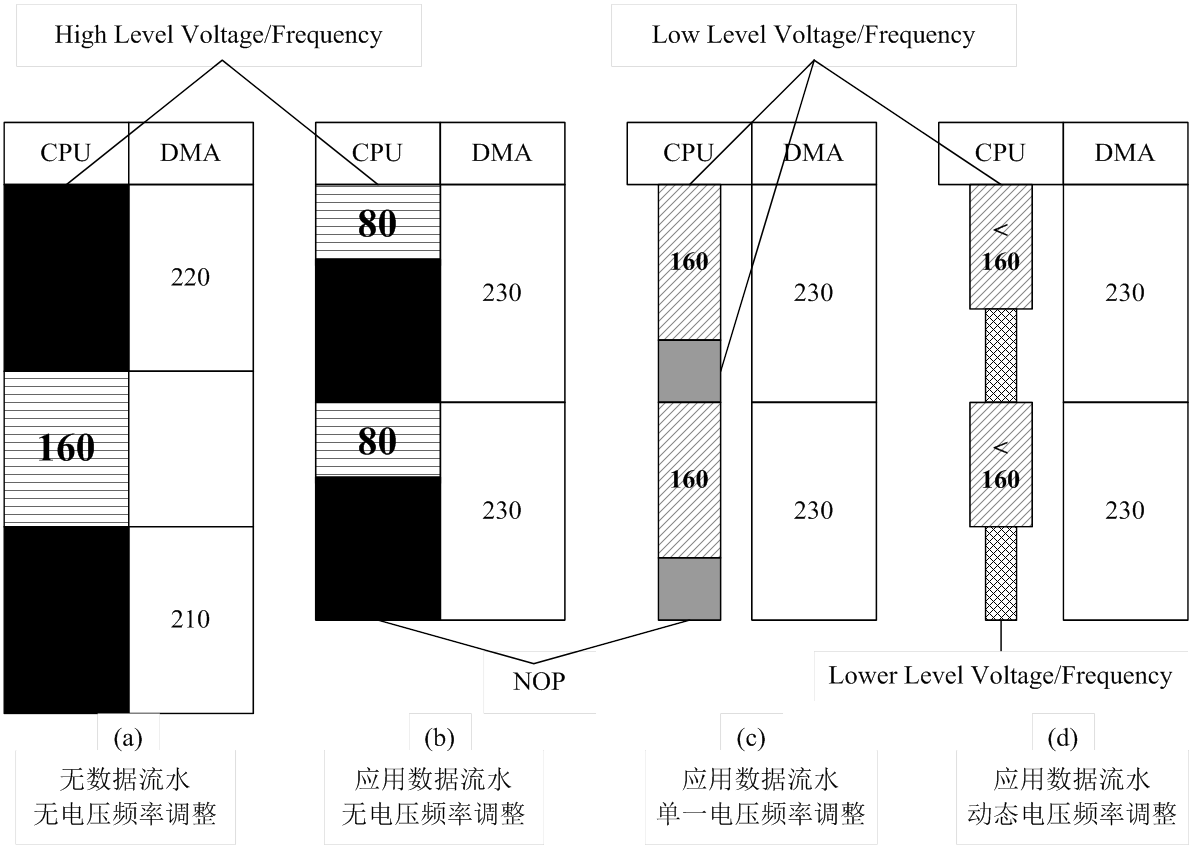 High Level Voltage/Frequency
Low Level Voltage/Frequency
CPU DMA
CPU DMA
CPU DMA
CPU DMA
220
160
210
80
230
80
230
160
230
160
230
<
160
230
<
160
230
NOP
Lower Level Voltage/Frequency
(a)
无数据流水
无电压频率调整
(b)
应用数据流水
无电压频率调整
(c)
应用数据流水
单一电压频率调整
(d)
应用数据流水
动态电压频率调整